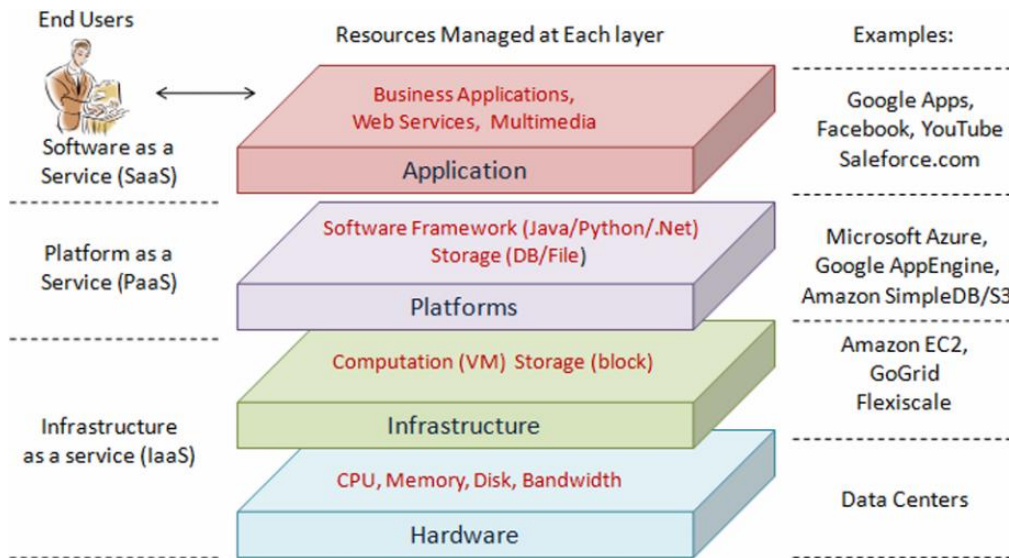 End Users
Resources Managed at Each layer
Examples:
Business Applications,
Web Services, Multimedia
Application
Software as a
Service (SaaS)
Google Apps,
Facebook, YouTube
Saleforce.com
Software Framework (Java/Python/.Net)
Storage (DB/File)
Platforms
Platform as a
Service (PaaS)
Microsoft Azure,
Google AppEngine,
Amazon SimpleDB/S3
Computation (VM) Storage (block)
Infrastructure
Amazon EC2,
GoGrid
Flexiscale
Infrastructure
as a service (IaaS)
CPU, Memory, Disk, Bandwidth
Hardware
Data Centers